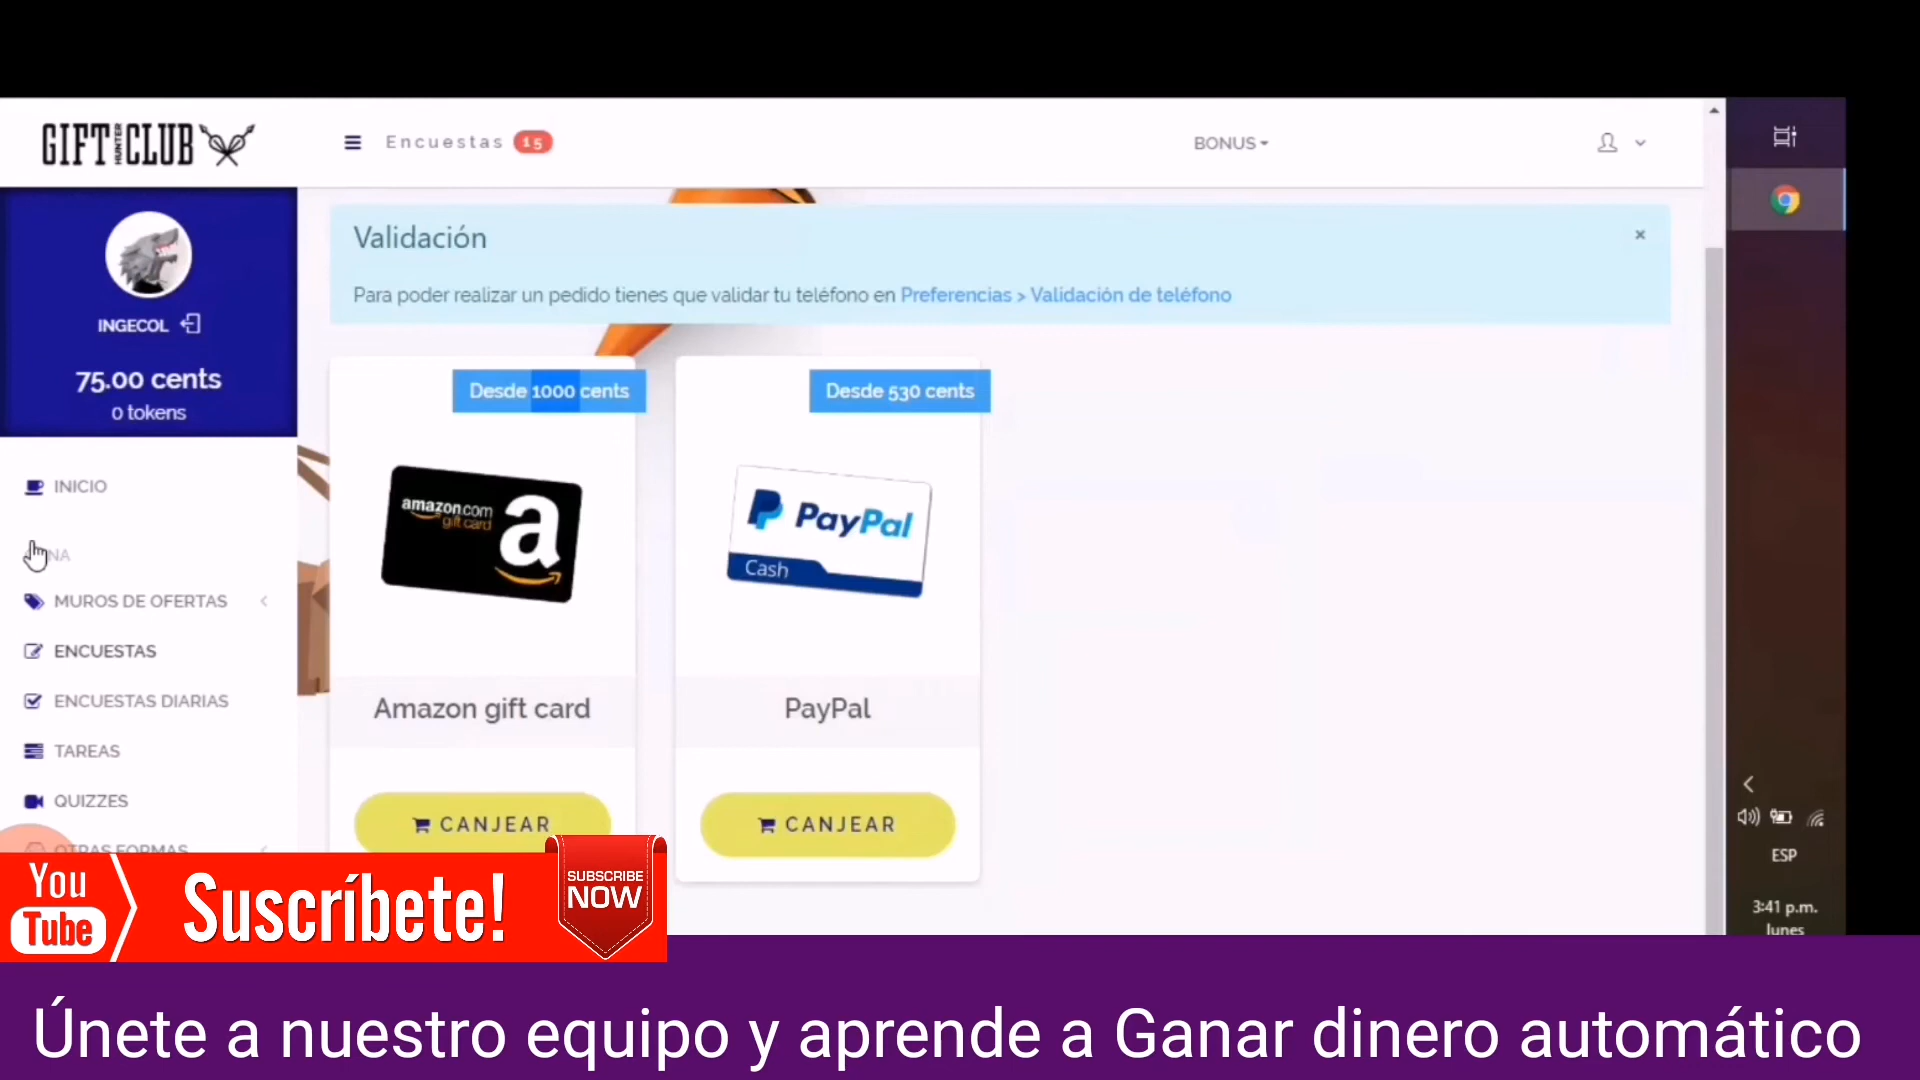 GIFT HUNTER CLUB
Encuestas 15
BONUS
Validación
×
Para poder realizar un pedido tienes que validar tu teléfono en Preferencias > Validación de teléfono
INGECOL
75.00 cents
0 tokens
INICIO
MUROS DE OFERTAS
ENCUESTAS
ENCUESTAS DIARIAS
TAREAS
QUIZZES
OTRAS FORMAS
Desde 1000 cents
amazon.com
gift card
a
Amazon gift card
CANJEAR
Desde 530 cents
PayPal
Cash
PayPal
CANJEAR
ESP
3:41 p.m.
lunes
You
Tube
Suscríbete!
SUBSCRIBE
NOW
Únete a nuestro equipo y aprende a Ganar dinero automático